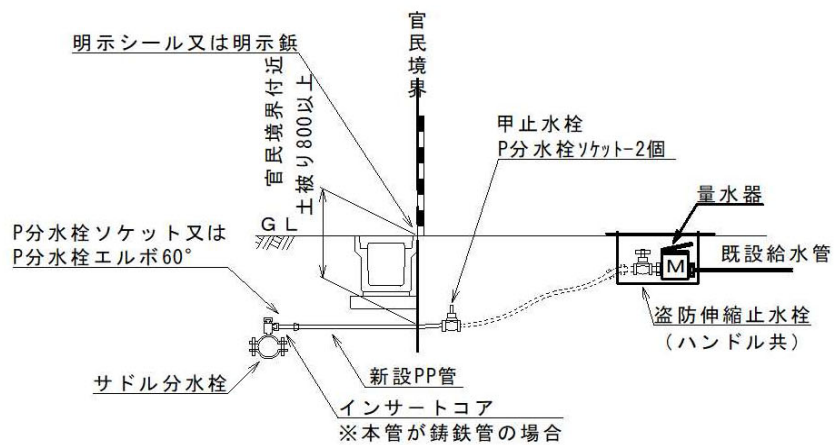 明示シール又は明示鋲
官民境界付近
土被り800以上
官民境界
甲止水栓
P分水栓ソケット-2個
量水器
GL
P分水栓ソケット又は
P分水栓エルボ60°
M
既設給水管
盗防伸縮止水栓
(ハンドル共)
サドル分水栓
新設PP管
インサートコア
※本管が鋳鉄管の場合